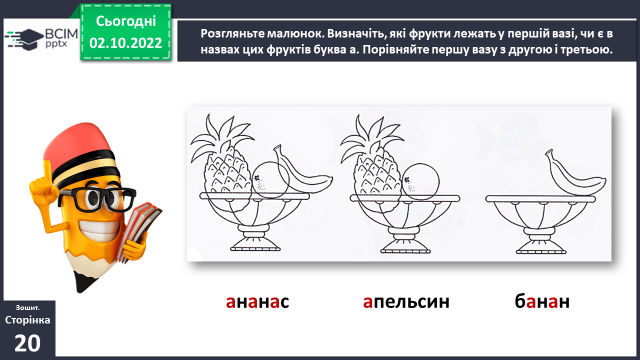 ВСІМ
pptx
Сьогодні
02.10.2022
Розгляньте малюнок. Визначіть, які фрукти лежать у першій вазі, чи є в
назвах цих фруктів буква а. Порівняйте першу вазу з другою і третьою.
ананас
апельсин
банан
Зошит.
Сторінка
20